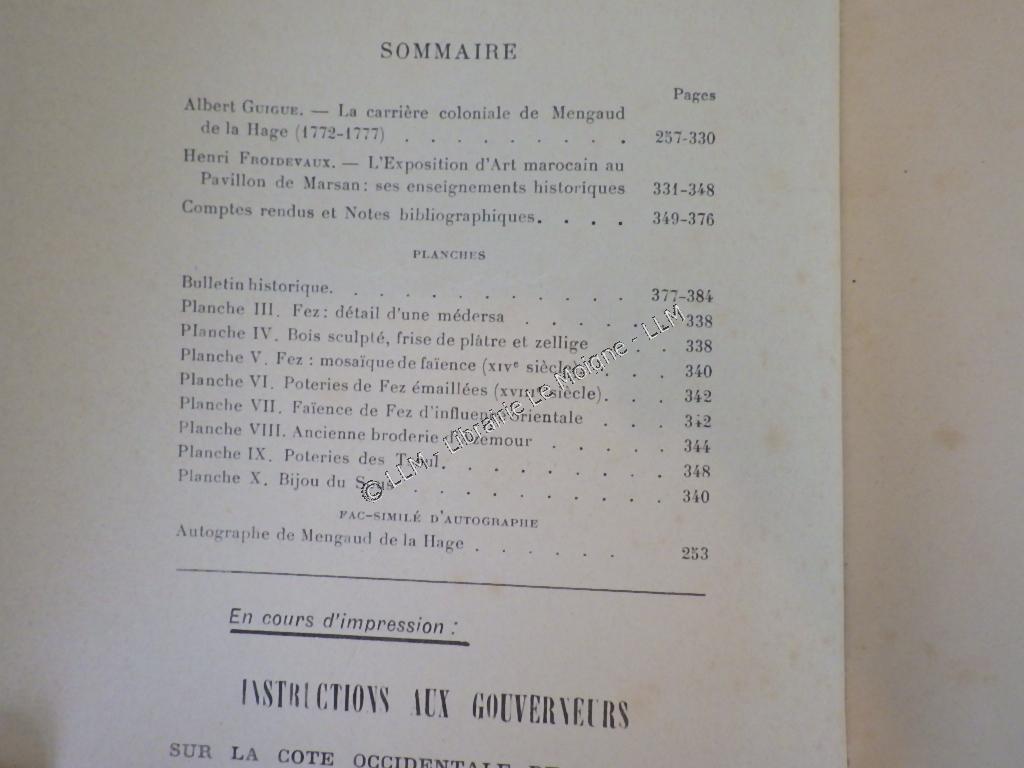 SOMMAIRE
Pages
Albert GUIGUE. — La carrière coloniale de Mengaud
de la Hage (1772-1777) . . . . . . . . . 257-330
Henri FROIDEVAUX. — L'Exposition d'Art marocain au
Pavillon de Marsan : ses enseignements historiques 331-348
Comptes rendus et Notes bibliographiques. . . . 349-376
PLANCHES
Bulletin historique. . . . . . . . . . . . 377-384
Planche III. Fez : détail d'une médersa . . . . . . 338
Planche IV. Bois sculpté, frise de plâtre et zellige . . . 338
Planche V. Fez : mosaïque de faïence (XIVe siècle) . . . 340
Planche VI. Poteries de Fez émaillées (XVIIIe siècle). . . 342
Planche VII. Faïence de Fez d'influence orientale . . . 342
Planche VIII. Ancienne broderie d'Azemour . . . . . 344
Planche IX. Poteries des Tsoul. . . . . . . . . 348
Planche X. Bijou du Sous . . . . . . . . . . 340
FAC-SIMILÉ D'AUTOGRAPHE
Autographe de Mengaud de la Hage . . . . . . 253
© LLM - Librairie Le Moigne - LLM
En cours d'impression :
INSTRUCTIONS AUX GOUVERNEURS
SUR LA COTE OCCIDENTALE